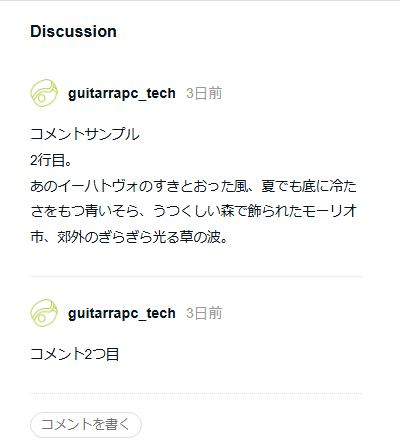 Discussion
guitarrapc_tech 3日前
コメントサンプル
2行目。
あのイーハトヴォのすきとおった風、夏でも底に冷た
さをもつ青いそら、うつくしい森で飾られたモーリオ
市、郊外のぎらぎら光る草の波。
guitarrapc_tech 3日前
コメント2つ目
コメントを書く